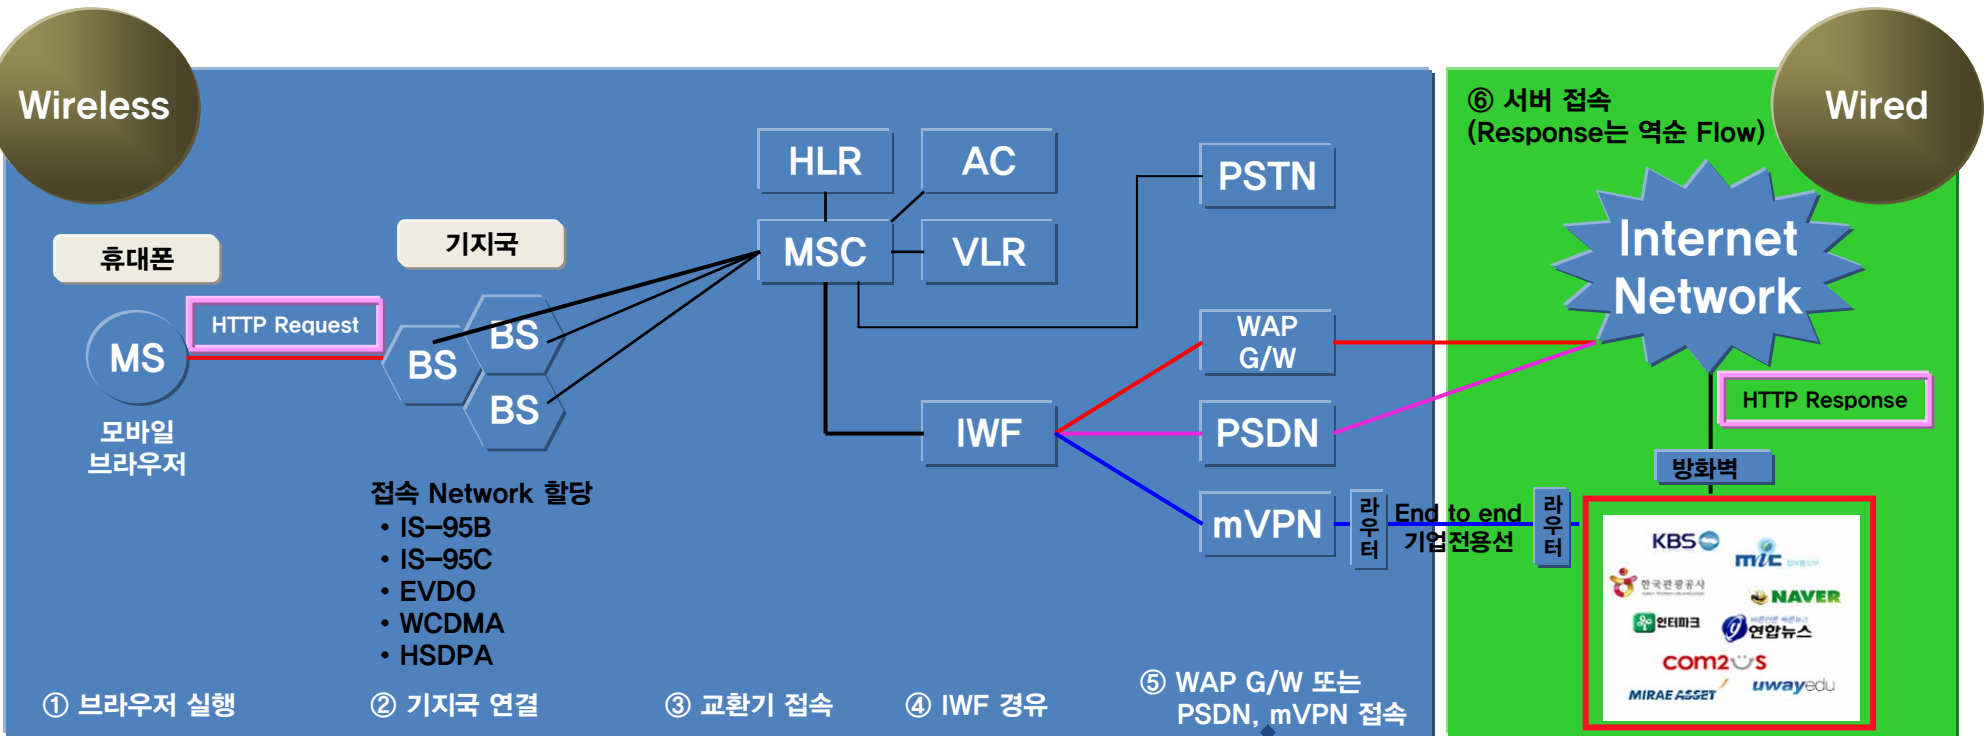 Wireless
Wired
⑥ 서버 접속
(Response는 역순 Flow)
HLR
AC
PSTN
휴대폰
기지국
MSC
VLR
Internet
Network
HTTP Request
MS
BS
BS
BS
WAP
G/W
HTTP Response
모바일
브라우저
IWF
PSDN
방화벽
접속 Network 할당
• IS-95B
• IS-95C
• EVDO
• WCDMA
• HSDPA
mVPN
라우터
End to end
기업전용선
라우터
KBS
mic
한국관광공사
NAVER
인터파크
연합뉴스
com2us
MIRAE ASSET
uwayedu
① 브라우저 실행
② 기지국 연결
③ 교환기 접속
④ IWF 경유
⑤ WAP G/W 또는
PSDN, mVPN 접속